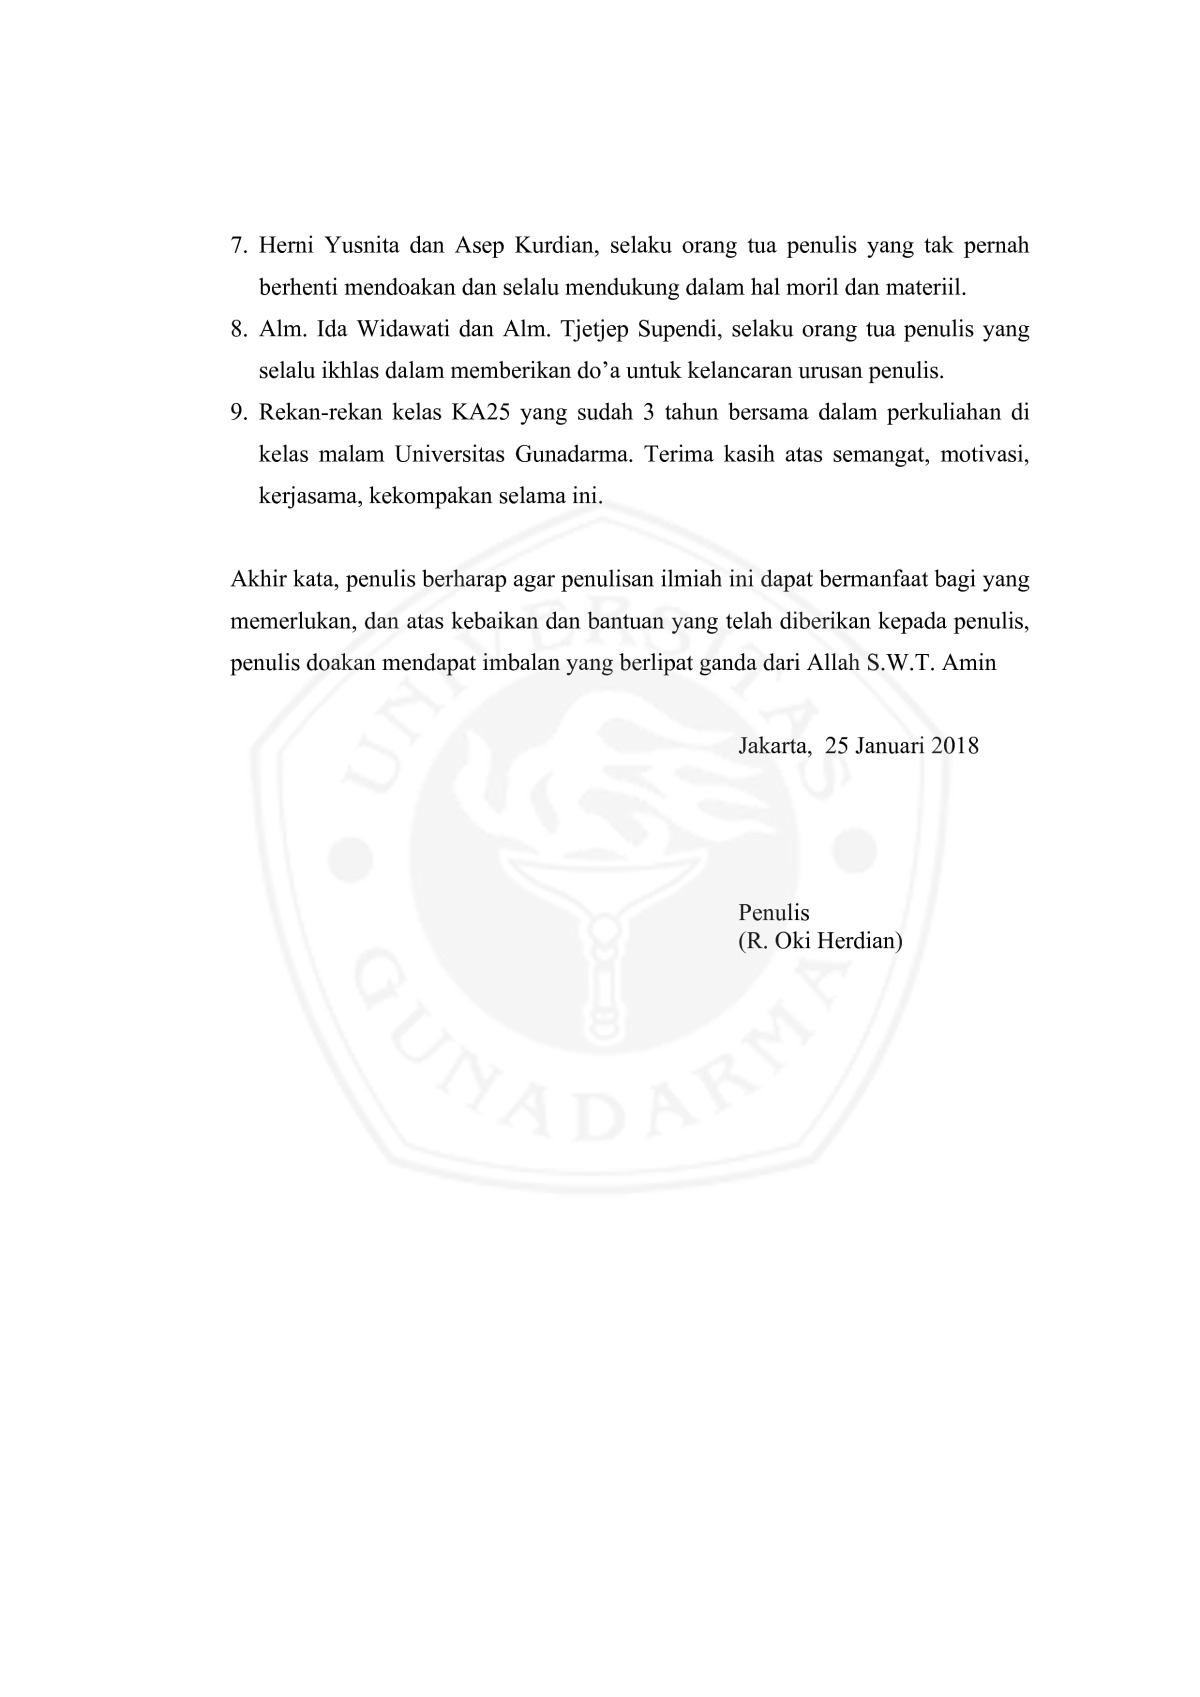 7. Herni Yusnita dan Asep Kurdian, selaku orang tua penulis yang tak pernah
berhenti mendoakan dan selalu mendukung dalam hal moril dan materiil.
8. Alm. Ida Widawati dan Alm. Tjetjep Supendi, selaku orang tua penulis yang
selalu ikhlas dalam memberikan do’a untuk kelancaran urusan penulis.
9. Rekan-rekan kelas KA25 yang sudah 3 tahun bersama dalam perkuliahan di
kelas malam Universitas Gunadarma. Terima kasih atas semangat, motivasi,
kerjasama, kekompakan selama ini.
Akhir kata, penulis berharap agar penulisan ilmiah ini dapat bermanfaat bagi yang
memerlukan, dan atas kebaikan dan bantuan yang telah diberikan kepada penulis,
penulis doakan mendapat imbalan yang berlipat ganda dari Allah S.W.T. Amin
Jakarta,  25 Januari 2018
Penulis
(R. Oki Herdian)
UNIVERSITAS
GUNADARMA